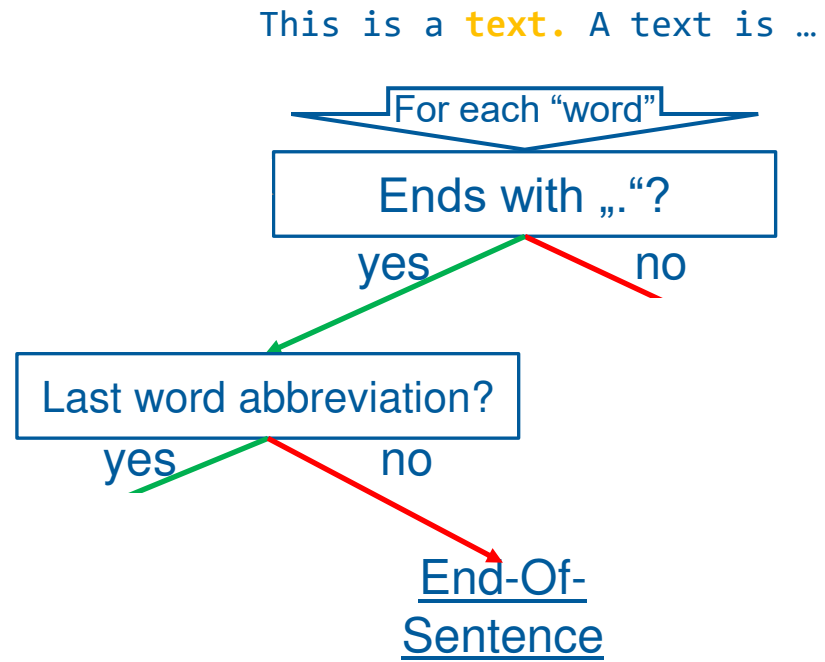 This is a text. A text is …
For each “word”
Ends with „.“?
yes
no
Last word abbreviation?
yes
no
End-Of-
Sentence